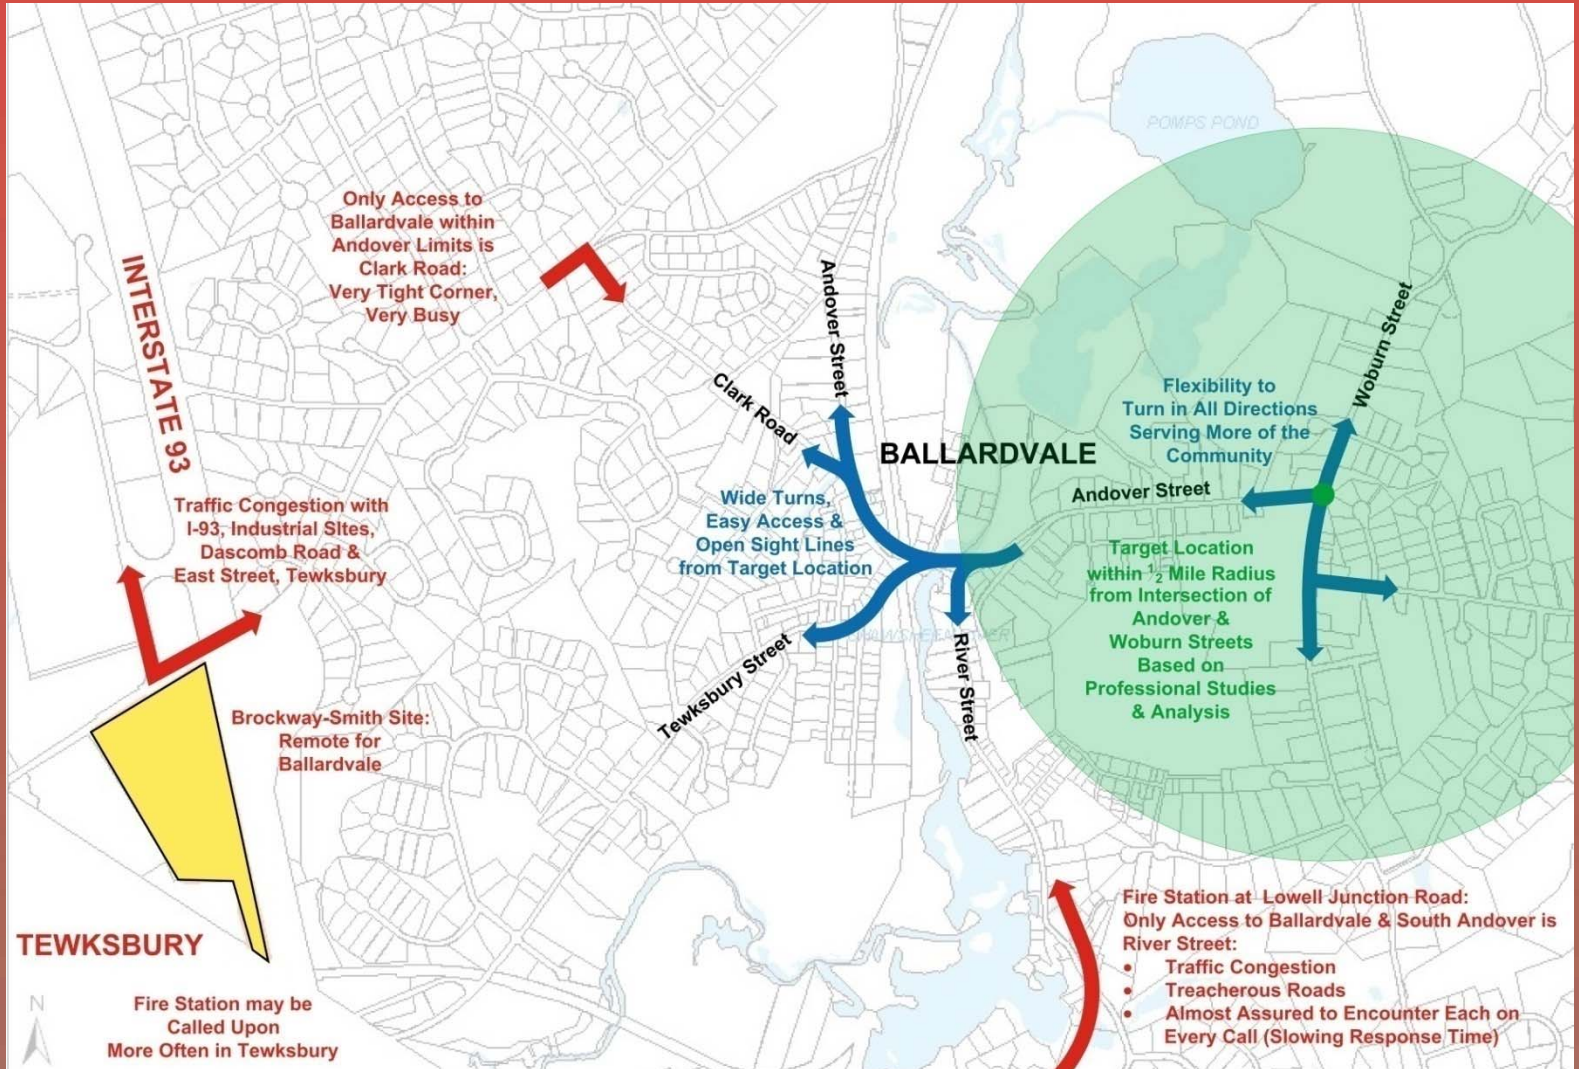 POMPS POND
Only Access to
Ballardvale within
Andover Limits is
Clark Road:
Very Tight Corner,
Very Busy
INTERSTATE 93
Andover Street
Woburn Street
Clark Road
Flexibility to
Turn in All Directions
Serving More of the
Community
BALLARDVALE
Andover Street
Traffic Congestion with
I-93, Industrial SItes,
Dascomb Road &
East Street, Tewksbury
Wide Turns,
Easy Access &
Open Sight Lines
from Target Location
Target Location
within 1/2 Mile Radius
from Intersection of
Andover &
Woburn Streets
Based on
Professional Studies
& Analysis
Tewksbury Street
River Street
Brockway-Smith Site:
Remote for
Ballardvale
TEWKSBURY
N
Fire Station may be
Called Upon
More Often in Tewksbury
Fire Station at Lowell Junction Road:
Only Access to Ballardvale & South Andover is
River Street:
• Traffic Congestion
• Treacherous Roads
• Almost Assured to Encounter Each on
Every Call (Slowing Response Time)